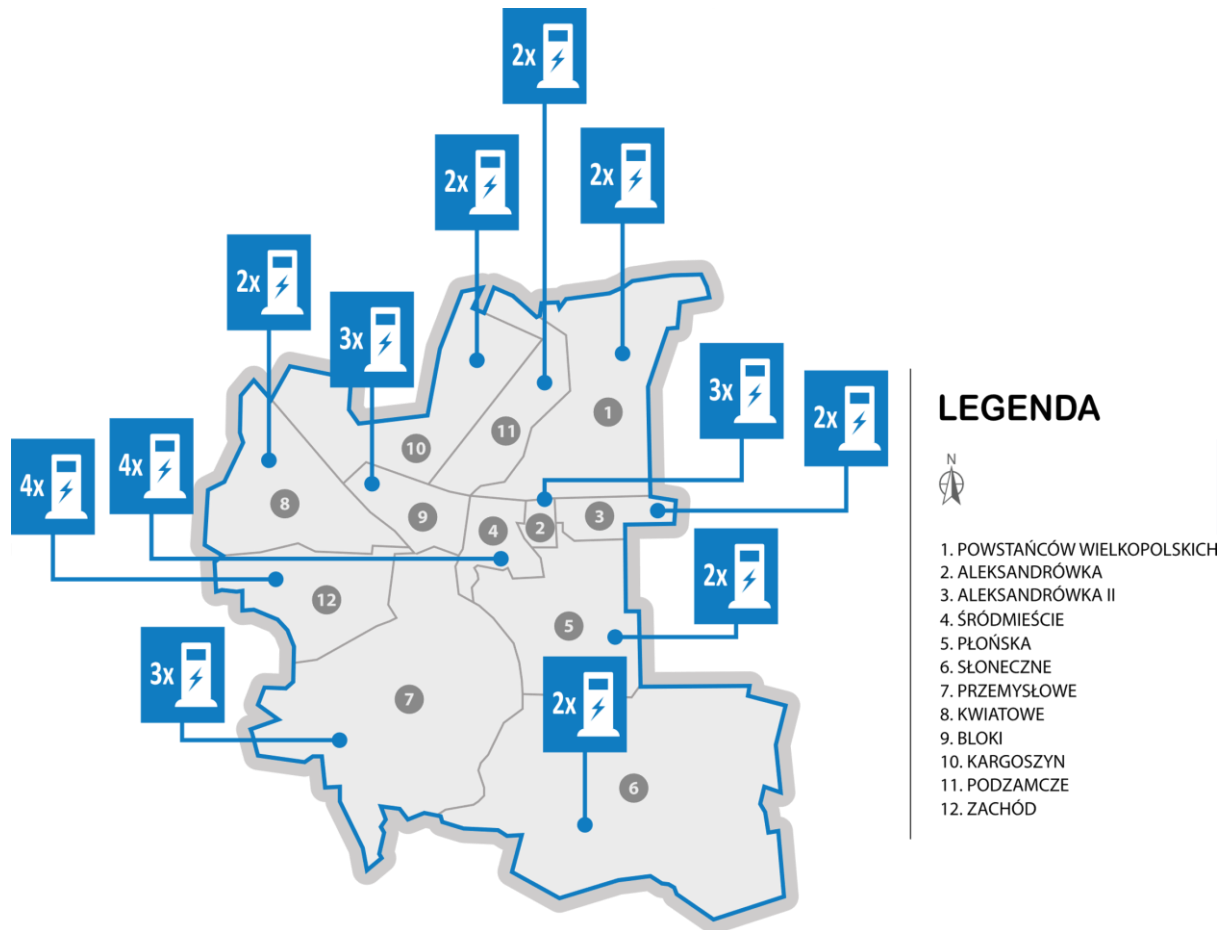 2x
2x
2x
2x
3x
3x
2x
4x
4x
1
11
10
8
9
4
2
3
2x
12
5
3x
7
2x
6
LEGENDA
N
1. POWSTAŃCÓW WIELKOPOLSKICH
2. ALEKSANDRÓWKA
3. ALEKSANDRÓWKA II
4. ŚRÓDMIEŚCIE
5. PŁOŃSKA
6. SŁONECZNE
7. PRZEMYSŁOWE
8. KWIATOWE
9. BLOKI
10. KARGOSZYN
11. PODZAMCZE
12. ZACHÓD